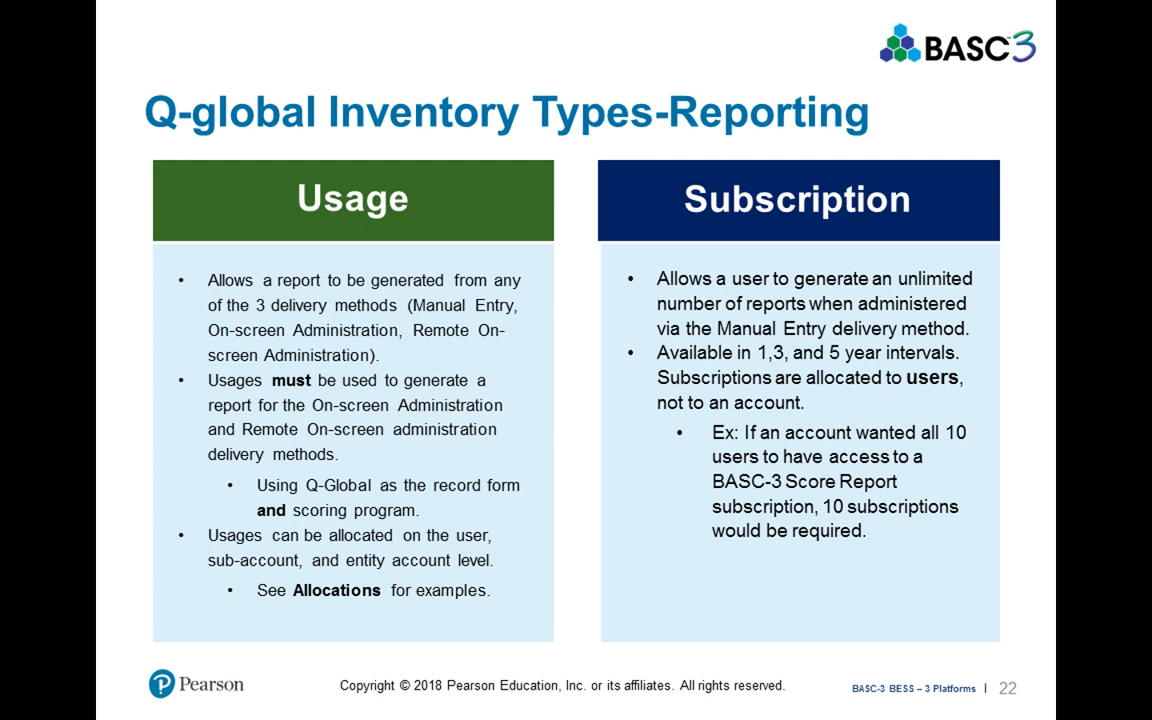 BASC™3
Q-global Inventory Types-Reporting
Usage
• Allows a report to be generated from any
of the 3 delivery methods (Manual Entry,
On-screen Administration, Remote On-
screen Administration).
• Usages must be used to generate a
report for the On-screen Administration
and Remote On-screen administration
delivery methods.
• Using Q-Global as the record form
and scoring program.
• Usages can be allocated on the user,
sub-account, and entity account level.
• See Allocations for examples.
Subscription
• Allows a user to generate an unlimited
number of reports when administered
via the Manual Entry delivery method.
• Available in 1,3, and 5 year intervals.
Subscriptions are allocated to users,
not to an account.
• Ex: If an account wanted all 10
users to have access to a
BASC-3 Score Report
subscription, 10 subscriptions
would be required.
Pearson
Copyright © 2018 Pearson Education, Inc. or its affiliates. All rights reserved.
BASC-3 BESS – 3 Platforms | 22